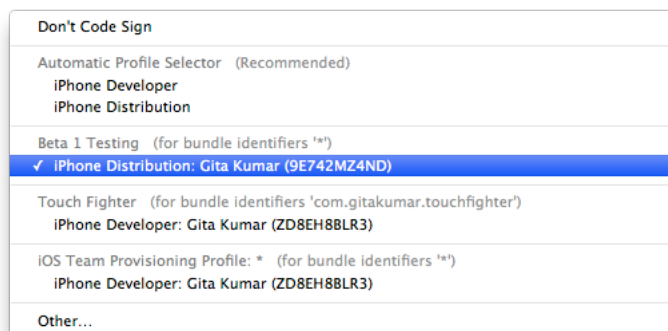 Don't Code Sign
Automatic Profile Selector (Recommended)
iPhone Developer
iPhone Distribution
Beta 1 Testing (for bundle identifiers '*')
✓ iPhone Distribution: Gita Kumar (9E742MZ4ND)
Touch Fighter (for bundle identifiers 'com.gitakumar.touchfighter')
iPhone Developer: Gita Kumar (ZD8EH8BLR3)
iOS Team Provisioning Profile: * (for bundle identifiers '*')
iPhone Developer: Gita Kumar (ZD8EH8BLR3)
Other...